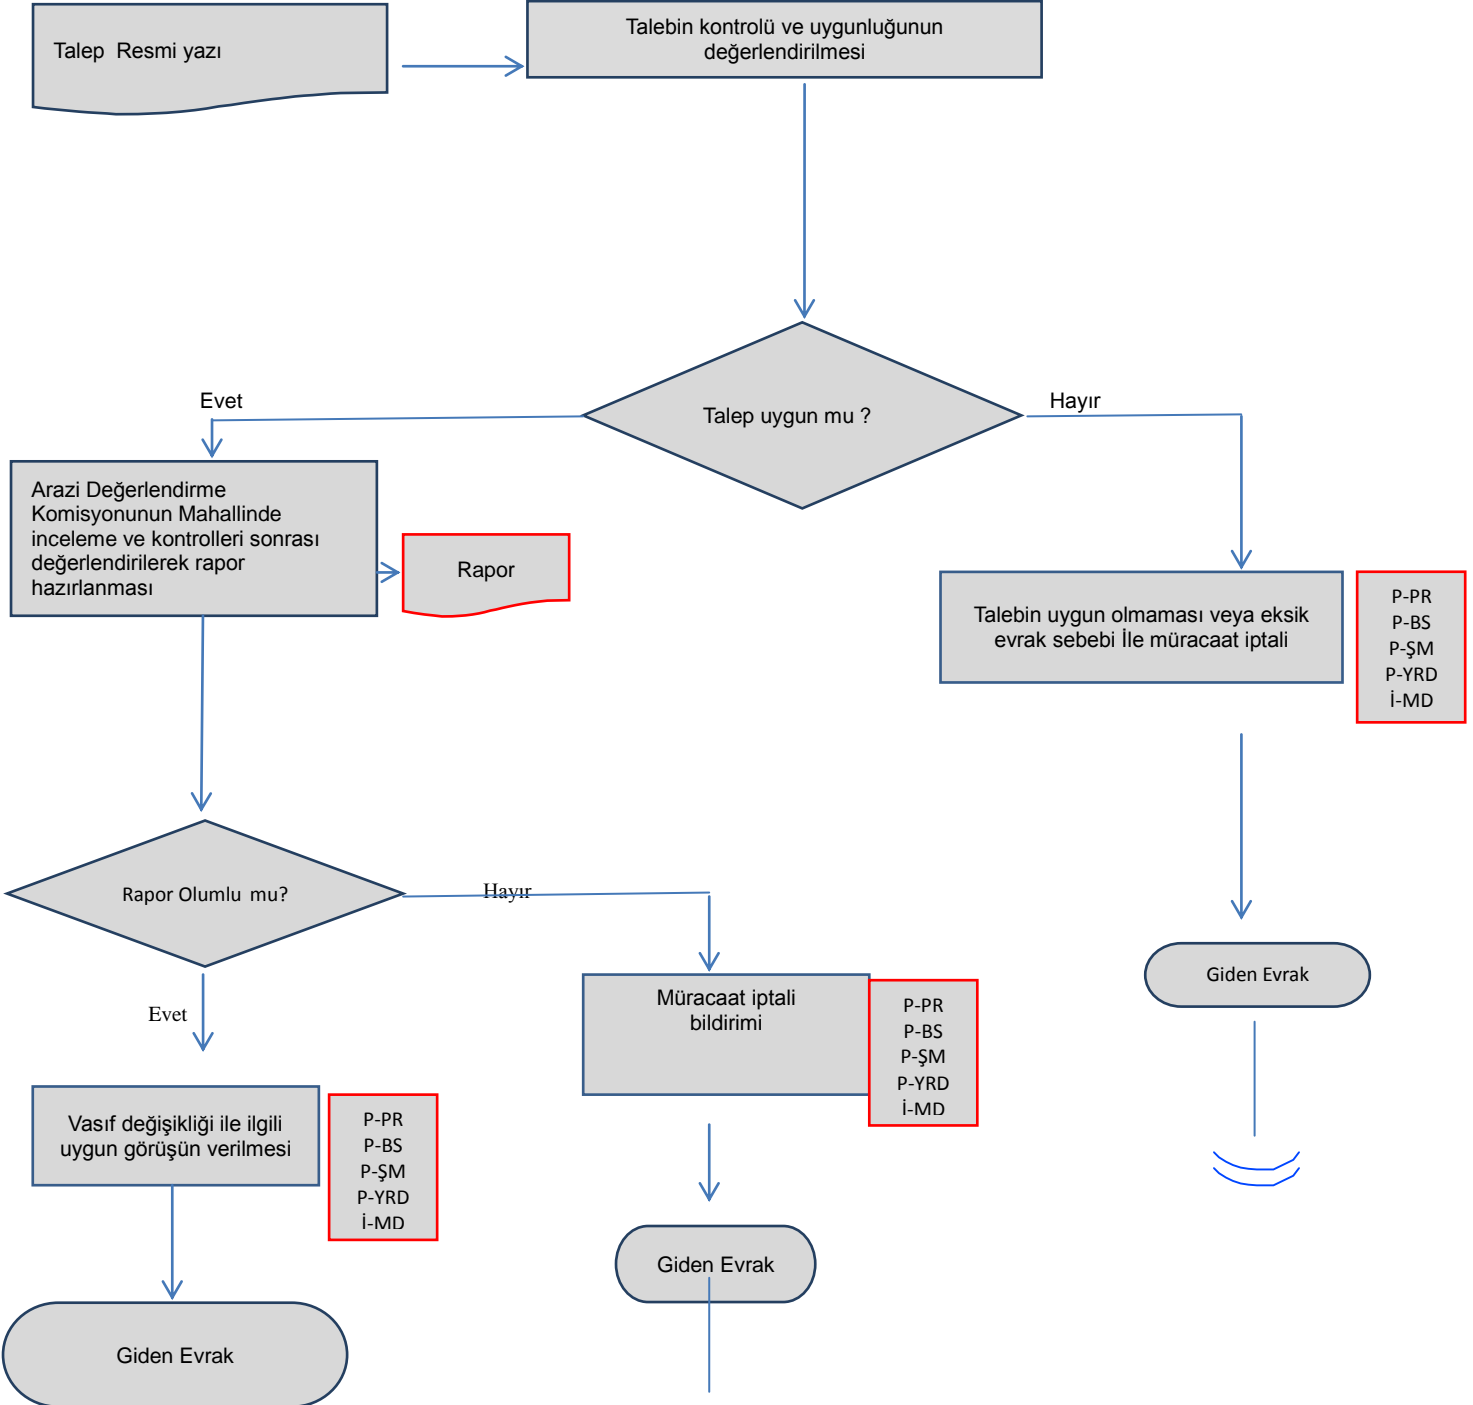 Talep Resmi yazı
Talebin kontrolü ve uygunluğunun
değerlendirilmesi
Talep uygun mu ?
Evet
Hayır
Arazi Değerlendirme
Komisyonunun Mahallinde
inceleme ve kontrolleri sonrası
değerlendirilerek rapor
hazırlanması
Rapor
Talebin uygun olmaması veya eksik
evrak sebebi İle müracaat iptali
P-PR
P-BS
P-ŞM
P-YRD
İ-MD
Rapor Olumlu mu?
Hayır
Evet
Giden Evrak
Müracaat iptali
bildirimi
P-PR
P-BS
P-ŞM
P-YRD
İ-MD
Vasıf değişikliği ile ilgili
uygun görüşün verilmesi
P-PR
P-BS
P-ŞM
P-YRD
İ-MD
Giden Evrak
Giden Evrak